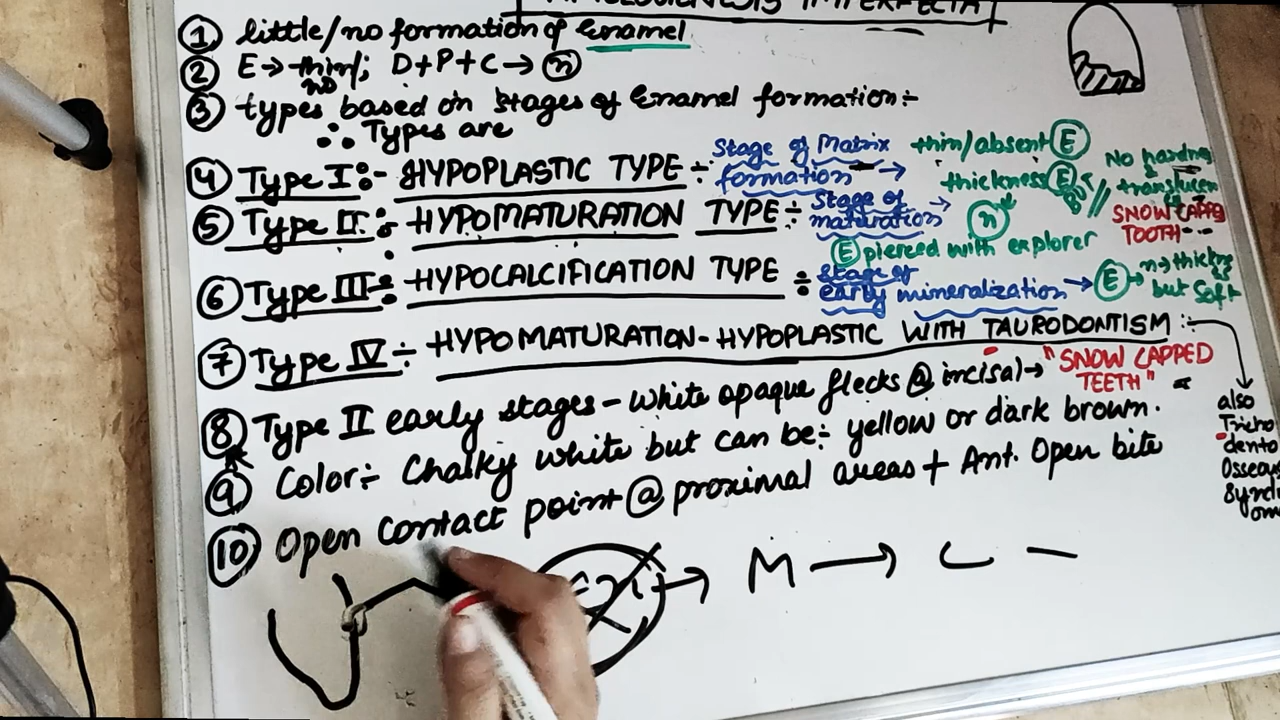 AMELOGENESIS IMPERFECTA
① little/no formation of Enamel
② E → thin/; D+P+C → ⓝ
no
③ types based on stages of Enamel formation:-
∴ Types are
④ Type I:- HYPOPLASTIC TYPE ÷ Stage of Matrix formation → thin/absent Ⓔ
⑤ Type II:- HYPOMATURATION TYPE ÷ Stage of maturation → thickness Ⓔ ⓝ
No hardness & translucen
SNOW CAPPED TOOTH
Ⓔ pierced with explorer
⑥ Type III:- HYPOCALCIFICATION TYPE ÷ Stage of early mineralization → Ⓔ → n → thickness but soft
⑦ Type IV ÷ HYPOMATURATION-HYPOPLASTIC WITH TAURODONTISM :-
also Tricho dento Osseous Syndrome
⑧ Type II early stages - white opaque flecks @ incisal → "SNOW CAPPED TEETH"
⑨ Color ÷ Chalky white but can be ÷ yellow or dark brown.
⑩ Open contact point @ proximal areas + Ant. Open bite
→ M → C —